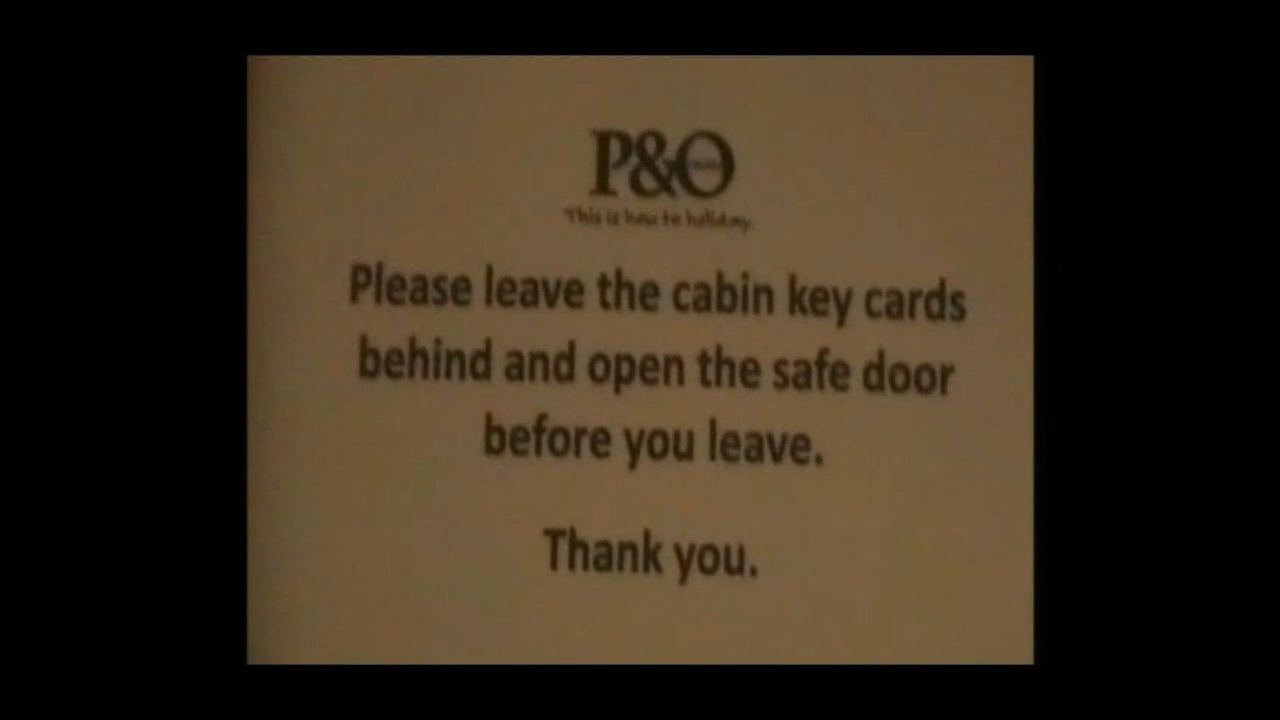 P&O
This is how to holiday
Please leave the cabin key cards
behind and open the safe door
before you leave.
Thank you.